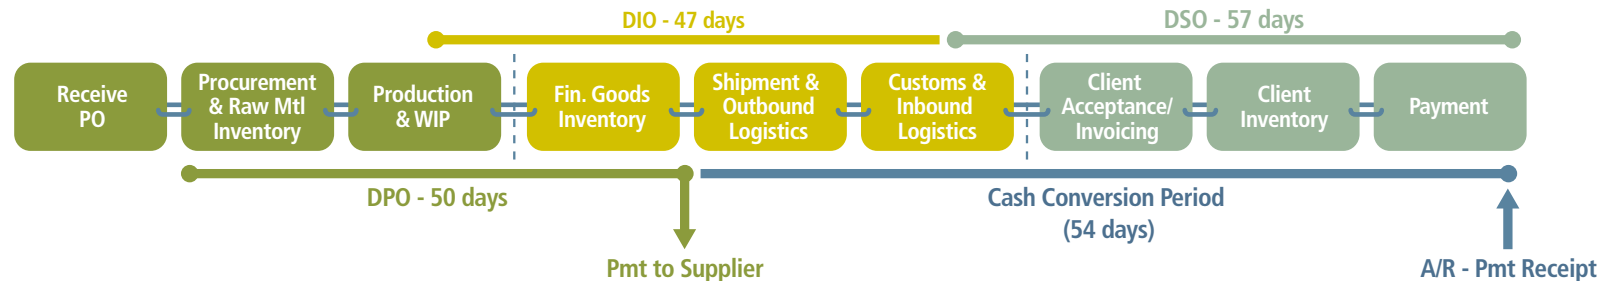 DIO - 47 days
DSO - 57 days
Receive
PO
Procurement
& Raw Mtl
Inventory
Production
& WIP
Fin. Goods
Inventory
Shipment &
Outbound
Logistics
Customs &
Inbound
Logistics
Client
Acceptance/
Invoicing
Client
Inventory
Payment
DPO - 50 days
Cash Conversion Period
(54 days)
Pmt to Supplier
A/R - Pmt Receipt